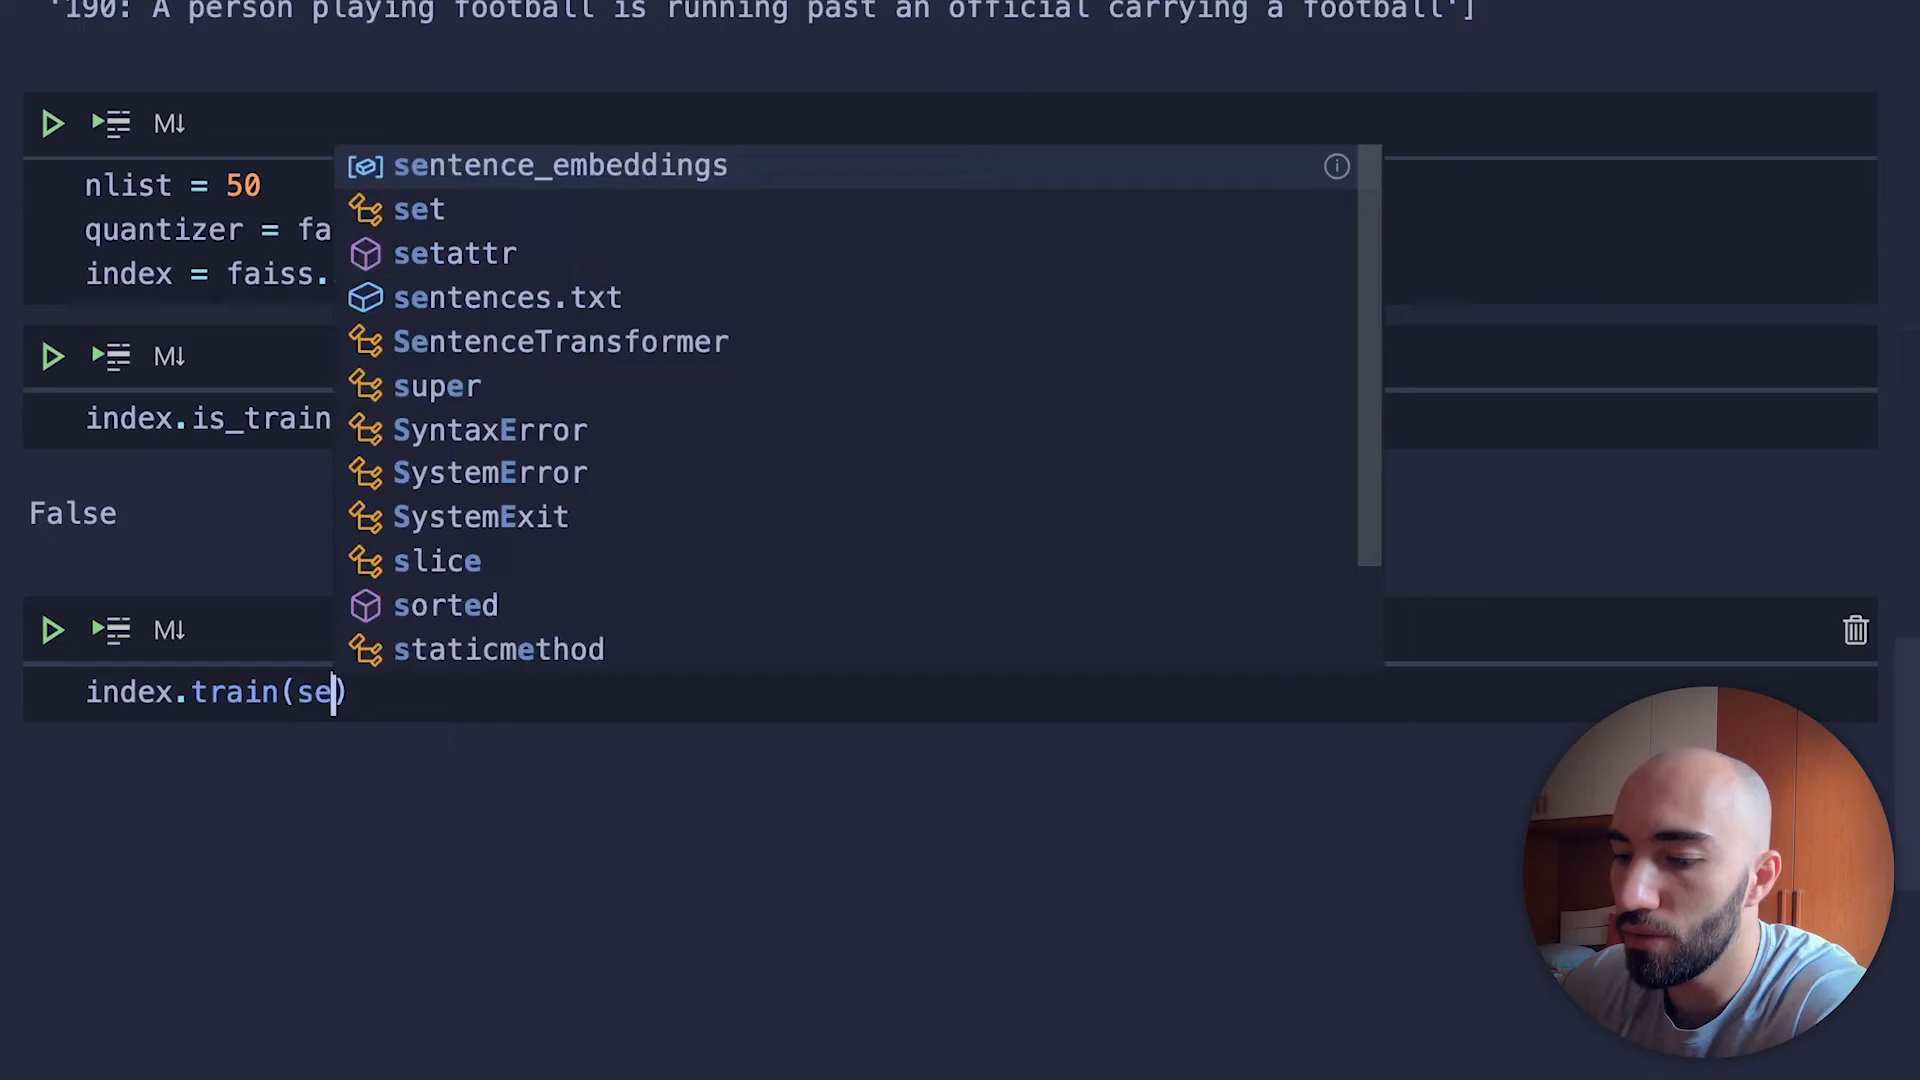 '190: A person playing football is running past an official carrying a football']
M↓
nlist = 50
quantizer = fa
index = faiss.
sentence_embeddings
set
setattr
sentences.txt
SentenceTransformer
super
SyntaxError
SystemError
SystemExit
slice
sorted
staticmethod
M↓
index.is_train
False
M↓
index.train(se)